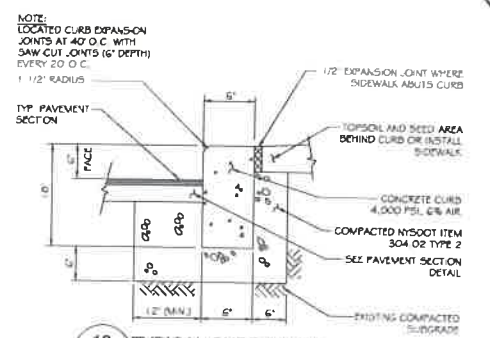 NOTE:
LOCATED CURB EXPANSION
JOINTS AT 40' O.C. WITH
SAW CUT JOINTS (6" DEPTH)
EVERY 20' O.C.
1 1/2" RADIUS
6"
1/2" EXPANSION JOINT WHERE
SIDEWALK ABUTS CURB
TYP. PAVEMENT
SECTION
TOPSOIL AND SEED AREA
BEHIND CURB OR INSTALL
SIDEWALK
6"
FACE
18"
CONCRETE CURB
4,000 PSI, 6% AIR
COMPACTED NYSDOT ITEM
304.02 TYPE 2
SEE PAVEMENT SECTION
DETAIL
6"
12" (MIN.)
6"
6"
EXISTING COMPACTED
SUBGRADE